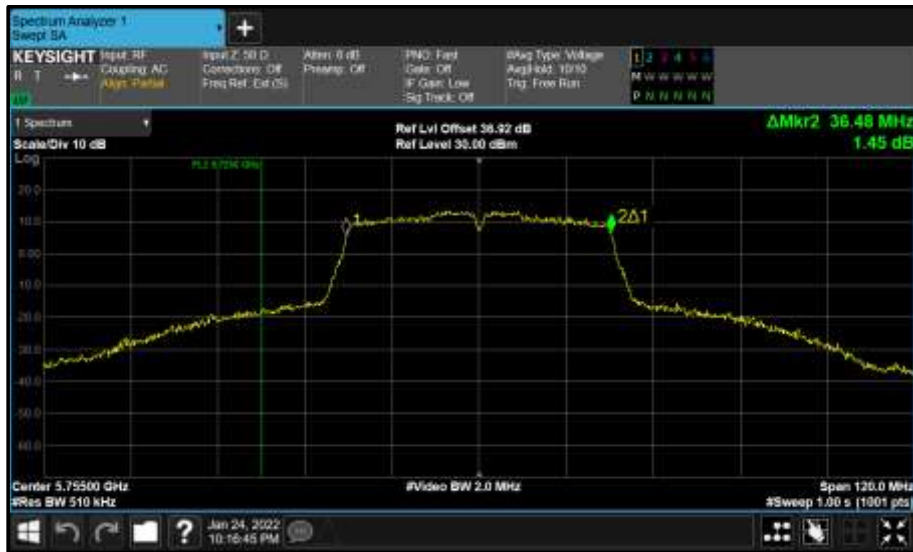 Spectrum Analyzer 1
Swept SA
+
KEYSIGHT
R T
Input: RF
Coupling: AC
Align: Partial
Input Z: 50 Ω
Corrections: Off
Freq Ref: Ext (S)
Atten: 6 dB
Preamp: Off
PNO: Fast
Gate: Off
IF Gain: Low
Sig Track: Off
#Avg Type: Voltage
Avg|Hold: 10/10
Trig: Free Run
1 2 3 4 5 6
M W W W W W
P N N N N N
1 Spectrum
Scale/Div 10 dB
Ref Lvl Offset 36.92 dB
Ref Level 30.00 dBm
ΔMkr2 36.48 MHz
1.45 dB
Log
20.0
10.0
0.00
-10.0
-20.0
-30.0
-40.0
-50.0
-60.0
1
2Δ1
Center 5.75500 GHz
#Res BW 510 kHz
#Video BW 2.0 MHz
Span 120.0 MHz
#Sweep 1.00 s (1001 pts)
?
Jan 24, 2022
10:16:45 PM